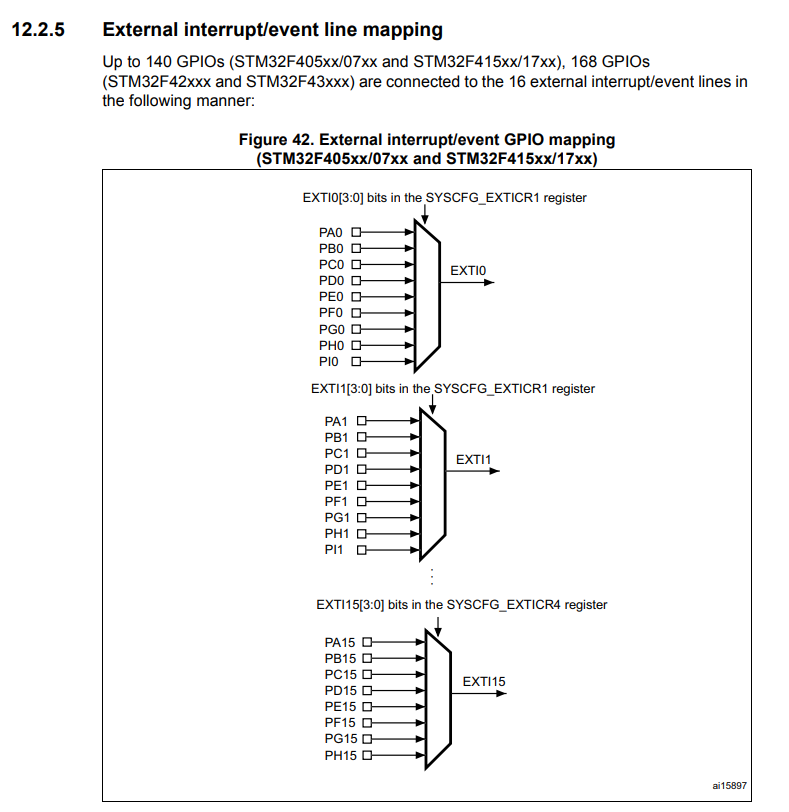 12.2.5 External interrupt/event line mapping
Up to 140 GPIOs (STM32F405xx/07xx and STM32F415xx/17xx), 168 GPIOs
(STM32F42xxx and STM32F43xxx) are connected to the 16 external interrupt/event lines in
the following manner:
Figure 42. External interrupt/event GPIO mapping
(STM32F405xx/07xx and STM32F415xx/17xx)
EXTI0[3:0] bits in the SYSCFG_EXTICR1 register
PA0
PB0
PC0
PD0
PE0
PF0
PG0
PH0
PI0
EXTI0
EXTI1[3:0] bits in the SYSCFG_EXTICR1 register
PA1
PB1
PC1
PD1
PE1
PF1
PG1
PH1
PI1
EXTI1
EXTI15[3:0] bits in the SYSCFG_EXTICR4 register
PA15
PB15
PC15
PD15
PE15
PF15
PG15
PH15
EXTI15
ai15897